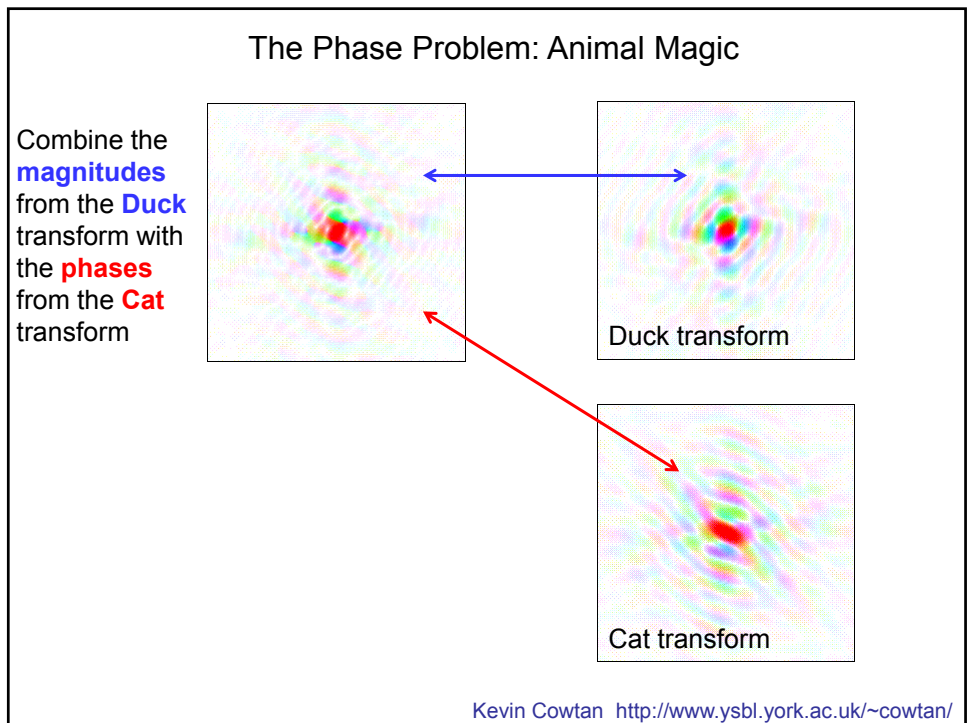 The Phase Problem: Animal Magic
Combine the
magnitudes
from the Duck
transform with
the phases
from the Cat
transform
Duck transform
Cat transform
Kevin Cowtan http://www.ysbl.york.ac.uk/~cowtan/